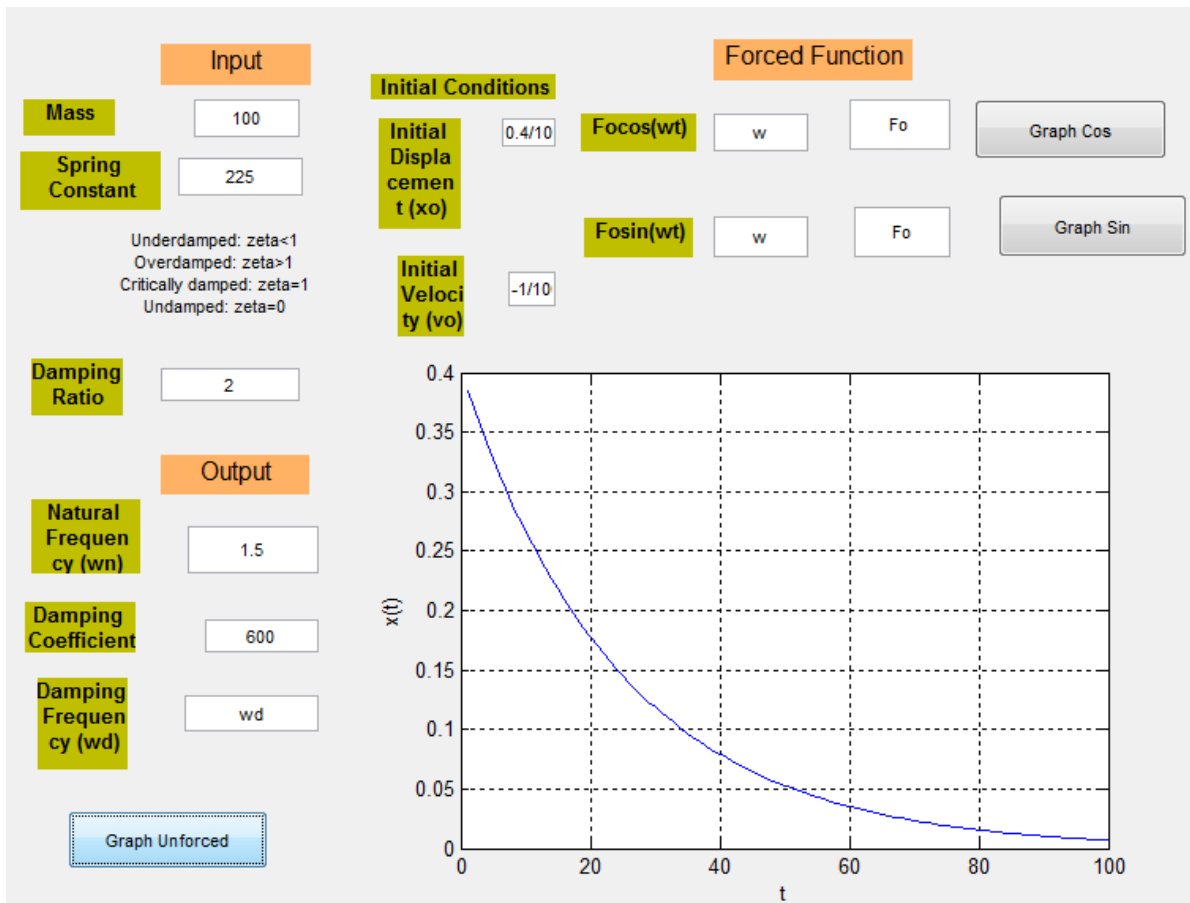 Input
Mass
100
Spring
Constant
225
Underdamped: zeta<1
Overdamped: zeta>1
Critically damped: zeta=1
Undamped: zeta=0
Damping
Ratio
2
Output
Natural
Frequen
cy (wn)
1.5
Damping
Coefficient
600
Damping
Frequen
cy (wd)
wd
Graph Unforced
Initial Conditions
Initial
Displa
cemen
t (xo)
0.4/10
Initial
Veloci
ty (vo)
-1/10
Forced Function
Focos(wt)
w
Fo
Graph Cos
Fosin(wt)
w
Fo
Graph Sin
0.4
0.35
0.3
0.25
0.2
0.15
0.1
0.05
0
x(t)
0
20
40
60
80
100
t